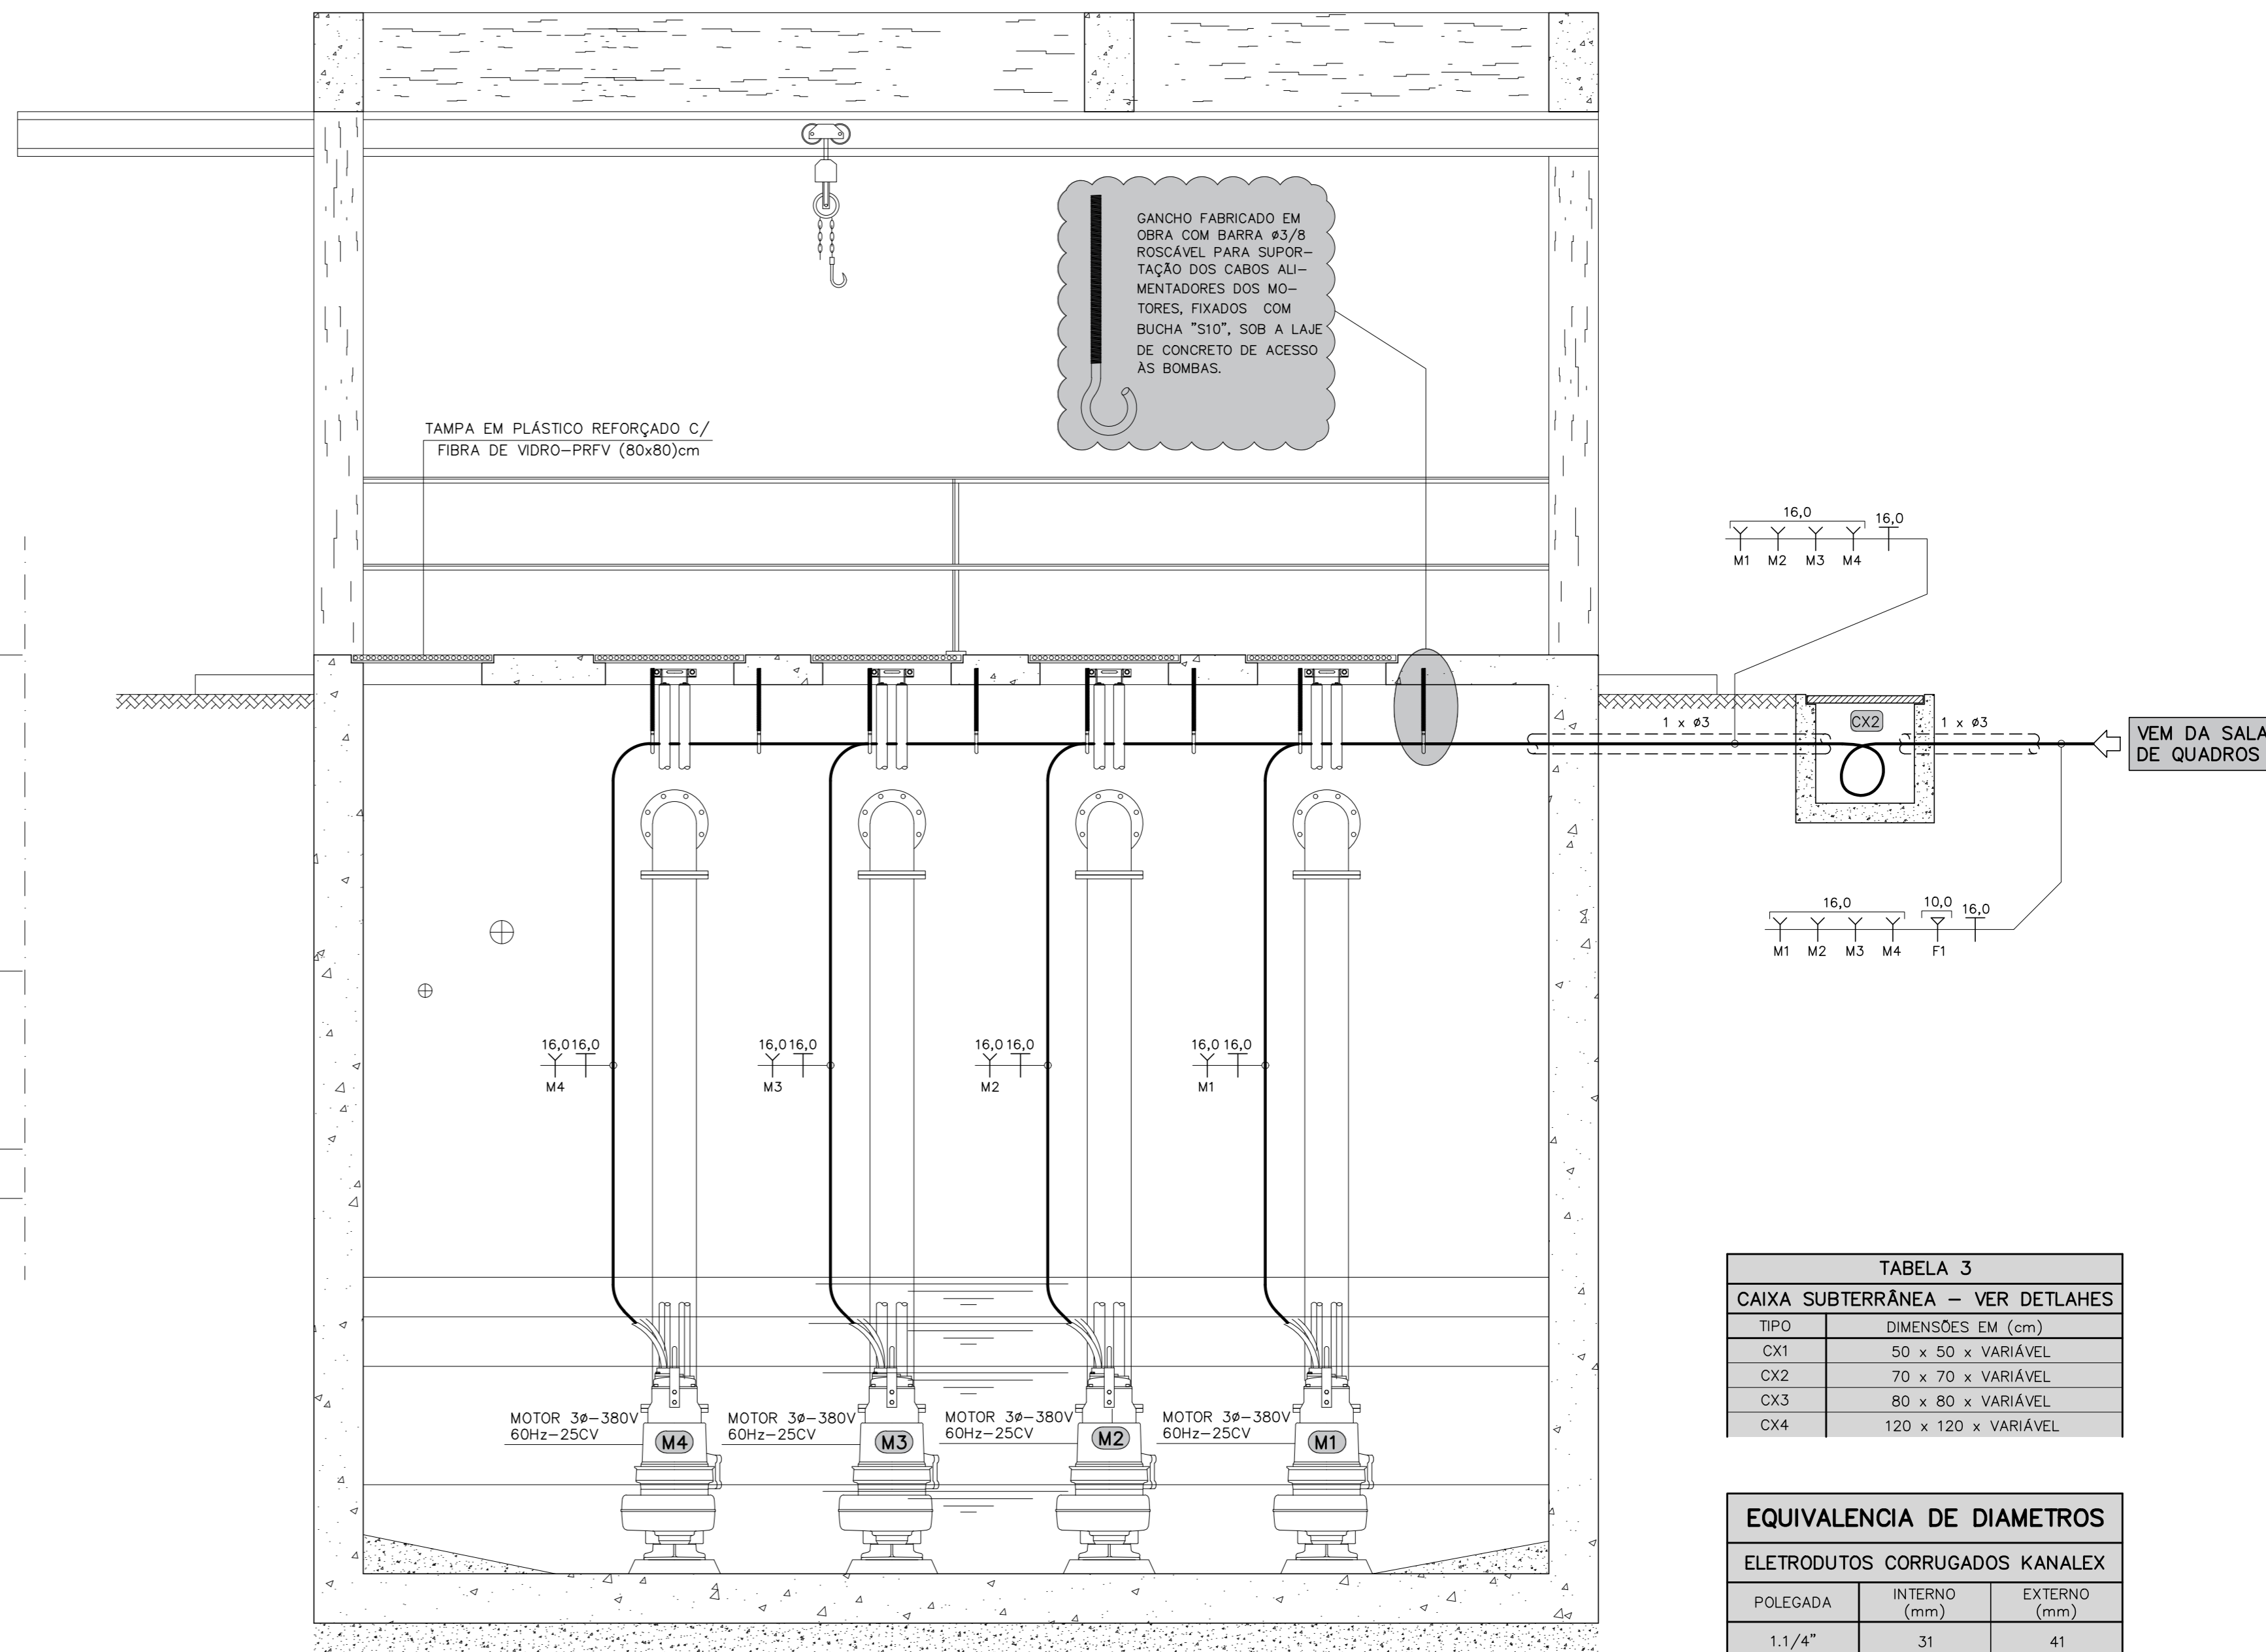 GANCHO FABRICADO EM
OBRA COM BARRA ø3/8
ROSCÁVEL PARA SUPOR-
TAÇÃO DOS CABOS ALI-
MENTADORES DOS MO-
TORES, FIXADOS COM
BUCHA "S10", SOB A LAJE
DE CONCRETO DE ACESSO
ÀS BOMBAS.
TAMPA EM PLÁSTICO REFORÇADO C/
FIBRA DE VIDRO-PRFV (80x80)cm
16,0 16,0
M1 M2 M3 M4
1 x ø3 CX2 1 x ø3
VEM DA SALA
DE QUADROS
16,0 10,0 16,0
M1 M2 M3 M4 F1
16,0 16,0
M4
16,0 16,0
M3
16,0 16,0
M2
16,0 16,0
M1
MOTOR 3ø-380V
60Hz-25CV
M4
MOTOR 3ø-380V
60Hz-25CV
M3
MOTOR 3ø-380V
60Hz-25CV
M2
MOTOR 3ø-380V
60Hz-25CV
M1
TABELA 3
CAIXA SUBTERRÂNEA - VER DETLAHES
TIPO DIMENSÕES EM (cm)
CX1 50 x 50 x VARIÁVEL
CX2 70 x 70 x VARIÁVEL
CX3 80 x 80 x VARIÁVEL
CX4 120 x 120 x VARIÁVEL
EQUIVALENCIA DE DIAMETROS
ELETRODUTOS CORRUGADOS KANALEX
POLEGADA INTERNO (mm) EXTERNO (mm)
1.1/4" 31 41